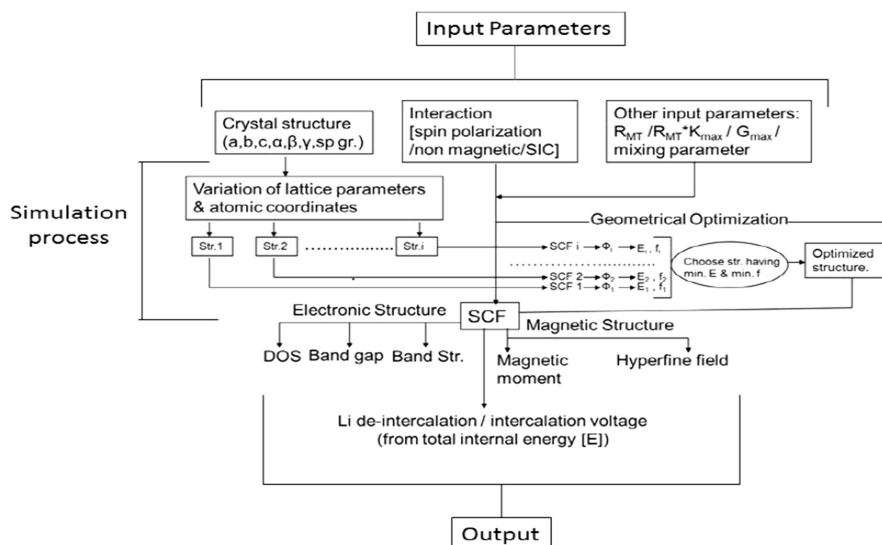 Input Parameters
Crystal structure
(a,b,c,α,β,γ,sp gr.)
Interaction
[spin polarization
/non magnetic/SIC]
Other input parameters:
R_MT /R_MT*K_max / G_max /
mixing parameter
Simulation
process
Variation of lattice parameters
& atomic coordinates
Geometrical Optimization
Str.1
Str.2
....................
Str.i
SCF i
Φᵢ
Eᵢ , fᵢ
................................
SCF 2
Φ₂
E₂ , f₂
SCF 1
Φ₁
E₁ , f₁
Choose str. having
min. E & min. f
Optimized
structure.
Electronic Structure
SCF
Magnetic Structure
DOS
Band gap
Band Str.
Magnetic
moment
Hyperfine field
Li de-intercalation / intercalation voltage
(from total internal energy [E])
Output